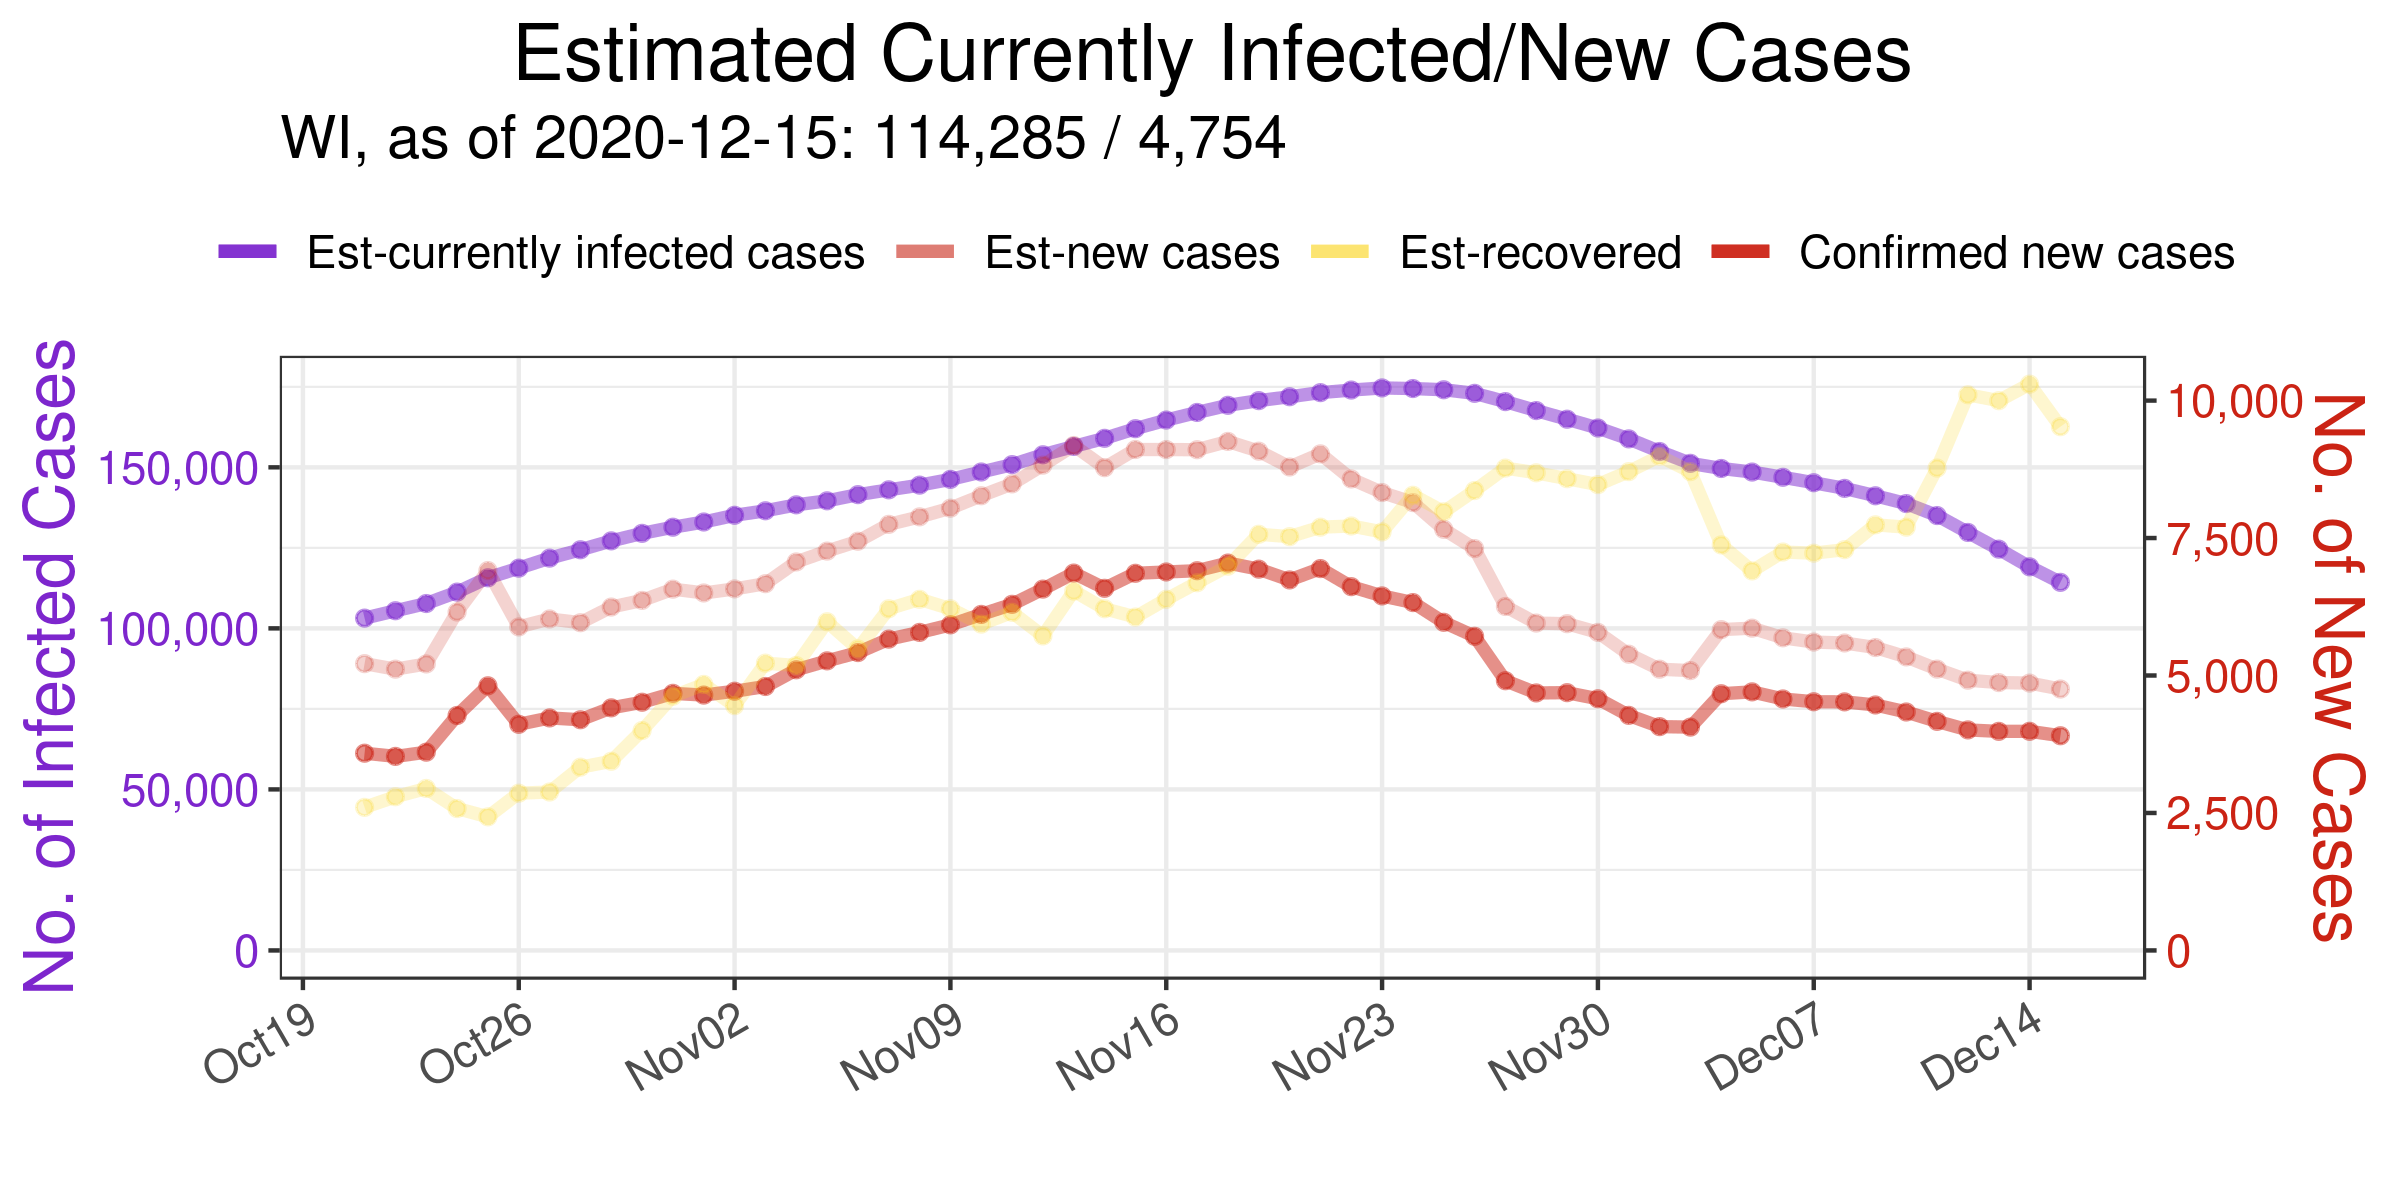 Estimated Currently Infected/New Cases
WI, as of 2020-12-15: 114,285 / 4,754
Est-currently infected cases
Est-new cases
Est-recovered
Confirmed new cases
No. of Infected Cases
150,000
100,000
50,000
0
10,000
7,500
5,000
2,500
0
No. of New Cases
Oct19
Oct26
Nov02
Nov09
Nov16
Nov23
Nov30
Dec07
Dec14